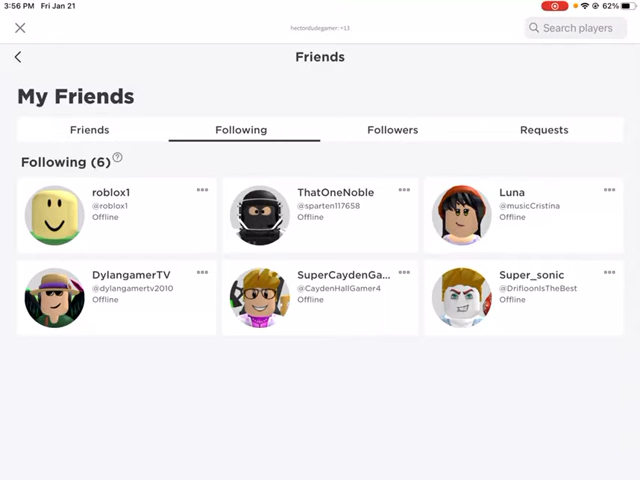 3:56 PM Fri Jan 21
62%
hectordudegamer: +13
Search players
Friends
My Friends
Friends Following Followers Requests
Following (6) ?
roblox1
@roblox1
Offline
ThatOneNoble
@sparten117658
Offline
Luna
@musicCristina
Offline
DylangamerTV
@dylangamertv2010
Offline
SuperCaydenGa...
@CaydenHallGamer4
Offline
Super_sonic
@DrifloonIsTheBest
Offline